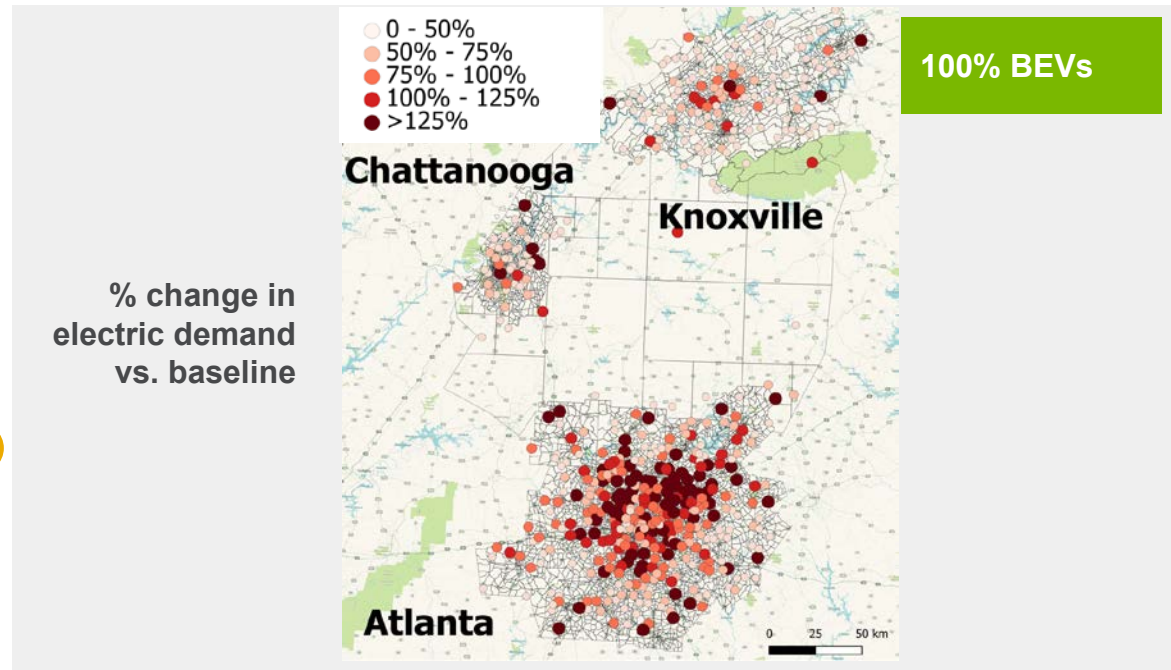 0 - 50%
50% - 75%
75% - 100%
100% - 125%
>125%
100% BEVs
Chattanooga
Knoxville
% change in
electric demand
vs. baseline
Atlanta
0 25 50 km